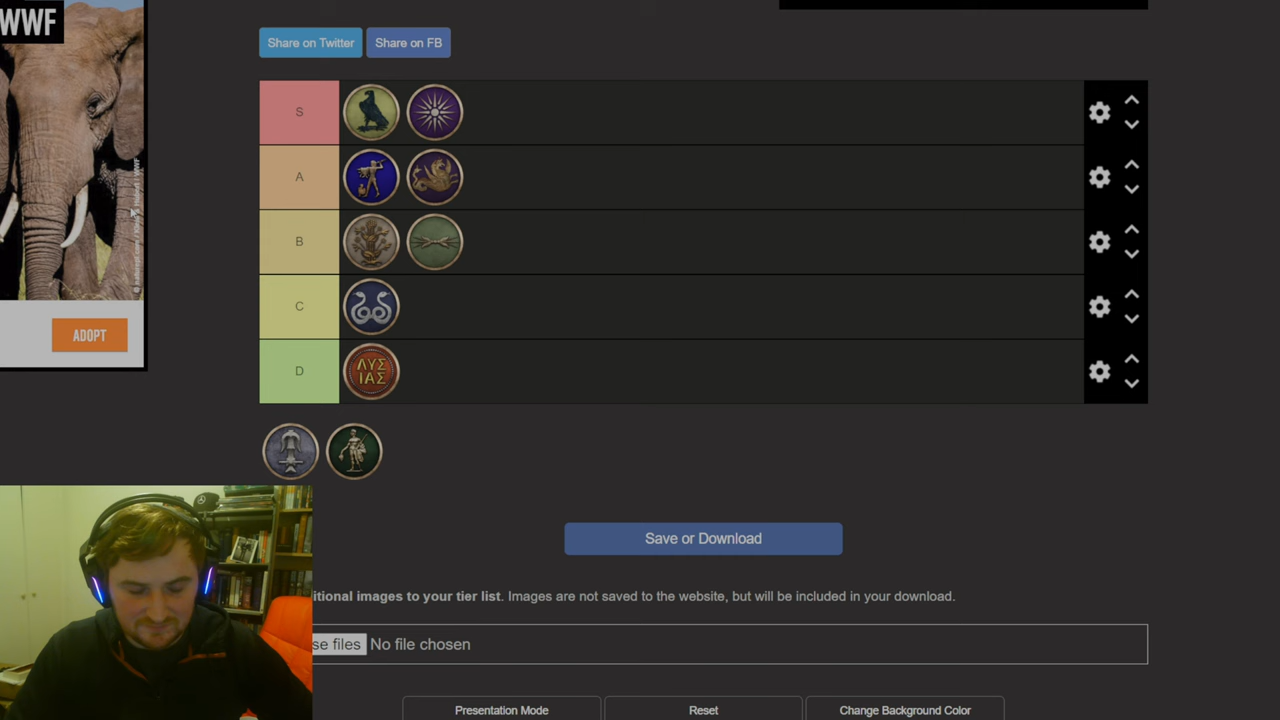 WWF
Share on Twitter
Share on FB
S
A
B
C
D
ΛΥΣ
ΙΑΣ
ADOPT
Save or Download
itional images to your tier list. Images are not saved to the website, but will be included in your download.
se files
No file chosen
Presentation Mode
Reset
Change Background Color